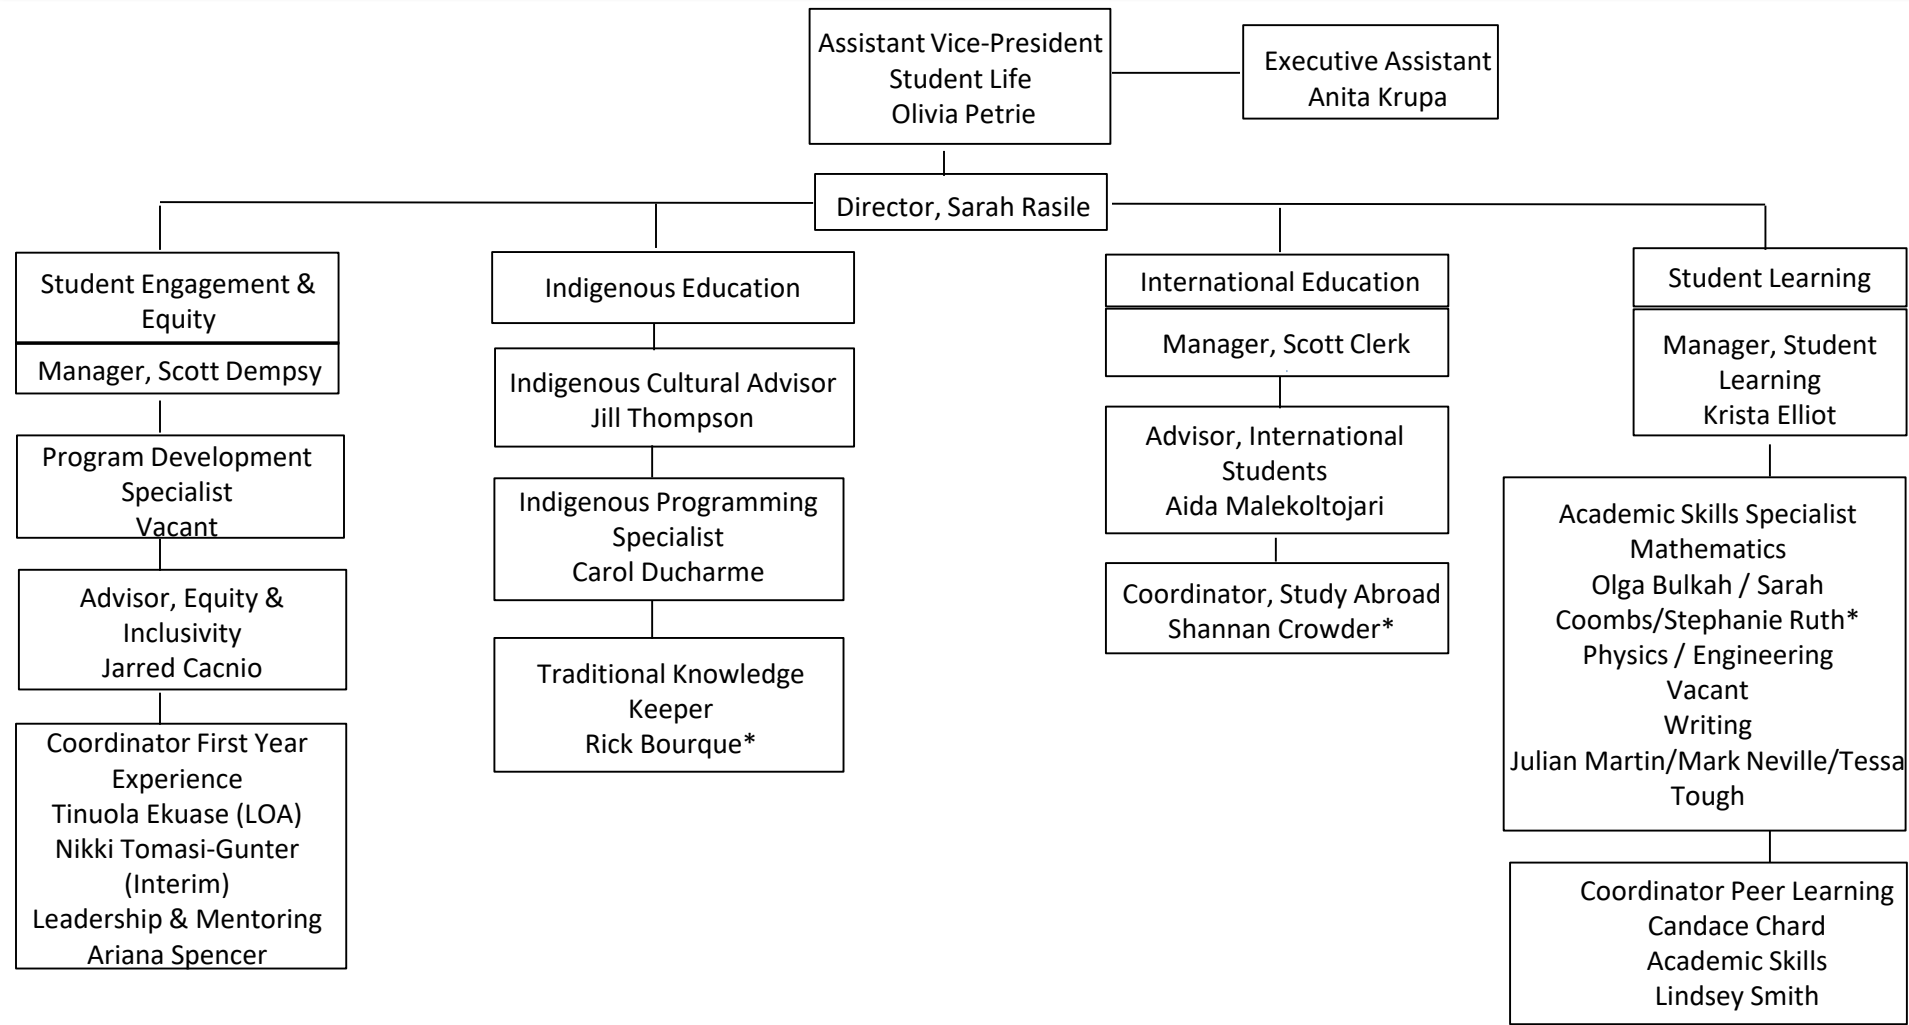 Assistant Vice-President
Student Life
Olivia Petrie
Executive Assistant
Anita Krupa
Director, Sarah Rasile
Student Engagement &
Equity
Manager, Scott Dempsy
Program Development
Specialist
Vacant
Advisor, Equity &
Inclusivity
Jarred Cacnio
Coordinator First Year
Experience
Tinuola Ekuase (LOA)
Nikki Tomasi-Gunter
(Interim)
Leadership & Mentoring
Ariana Spencer
Indigenous Education
Indigenous Cultural Advisor
Jill Thompson
Indigenous Programming
Specialist
Carol Ducharme
Traditional Knowledge
Keeper
Rick Bourque*
International Education
Manager, Scott Clerk
Advisor, International
Students
Aida Malekoltojari
Coordinator, Study Abroad
Shannan Crowder*
Student Learning
Manager, Student
Learning
Krista Elliot
Academic Skills Specialist
Mathematics
Olga Bulkah / Sarah
Coombs/Stephanie Ruth*
Physics / Engineering
Vacant
Writing
Julian Martin/Mark Neville/Tessa
Tough
Coordinator Peer Learning
Candace Chard
Academic Skills
Lindsey Smith